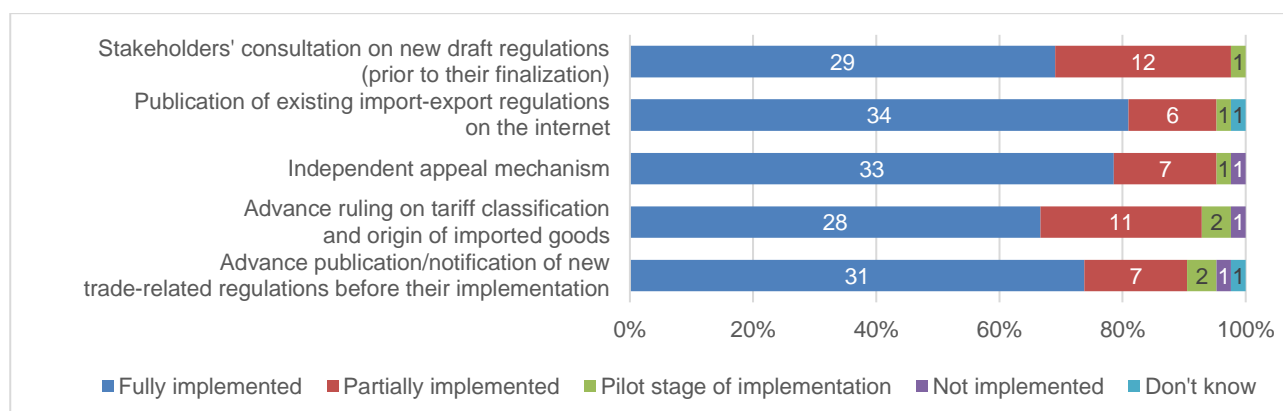 Stakeholders' consultation on new draft regulations
(prior to their finalization)
29 12 1
Publication of existing import-export regulations
on the internet
34 6 1 1
Independent appeal mechanism
33 7 1 1
Advance ruling on tariff classification
and origin of imported goods
28 11 2 1
Advance publication/notification of new
trade-related regulations before their implementation
31 7 2 1 1
0% 20% 40% 60% 80% 100%
Fully implemented Partially implemented Pilot stage of implementation Not implemented Don't know